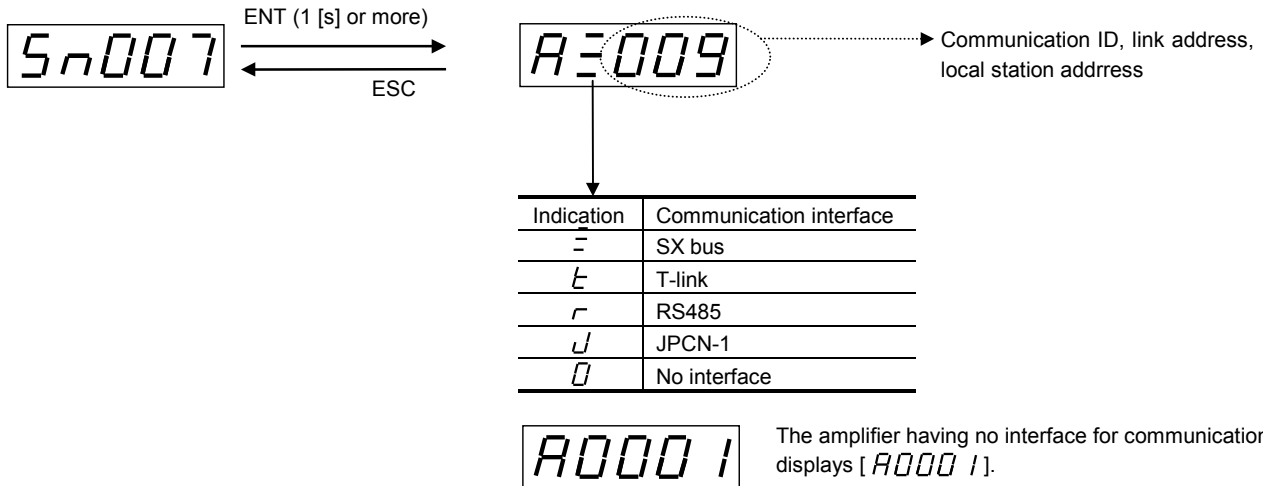 ENT (1 [s] or more)
Sn007
ESC
AΞ009
Communication ID, link address,
local station addrress
Indication Communication interface
Ξ SX bus
t T-link
r RS485
J JPCN-1
0 No interface
A0001
The amplifier having no interface for communication
displays [ A0001 ].